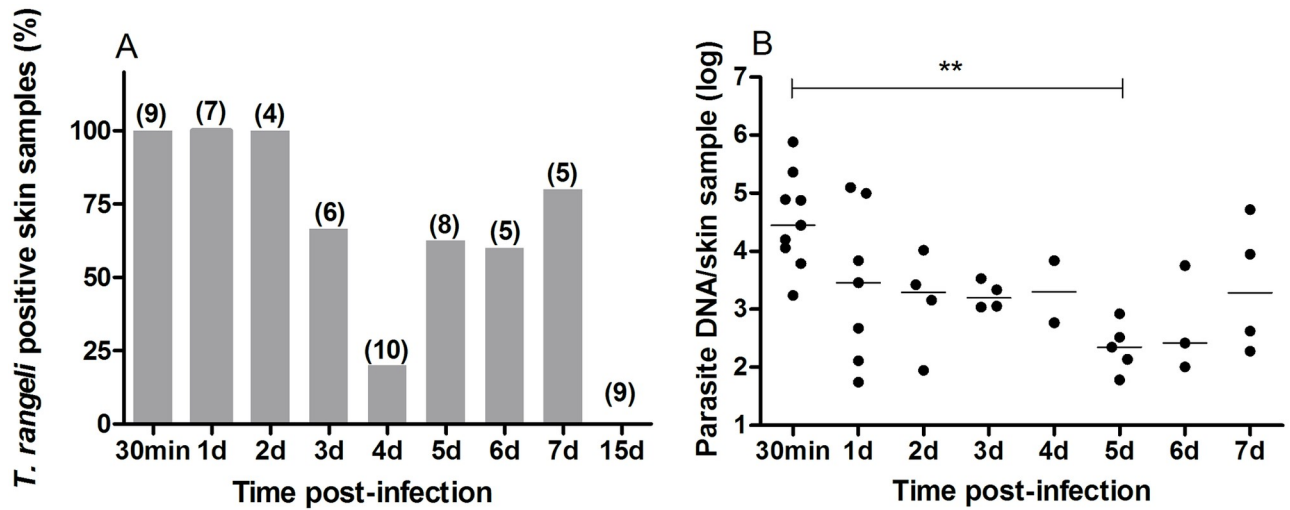 A
T. rangeli positive skin samples (%)
100
75
50
25
0
(9) (7) (4) (6) (10) (8) (5) (5) (9)
30min 1d 2d 3d 4d 5d 6d 7d 15d
Time post-infection
B
Parasite DNA/skin sample (log)
7
6
5
4
3
2
1
**
30min 1d 2d 3d 4d 5d 6d 7d
Time post-infection